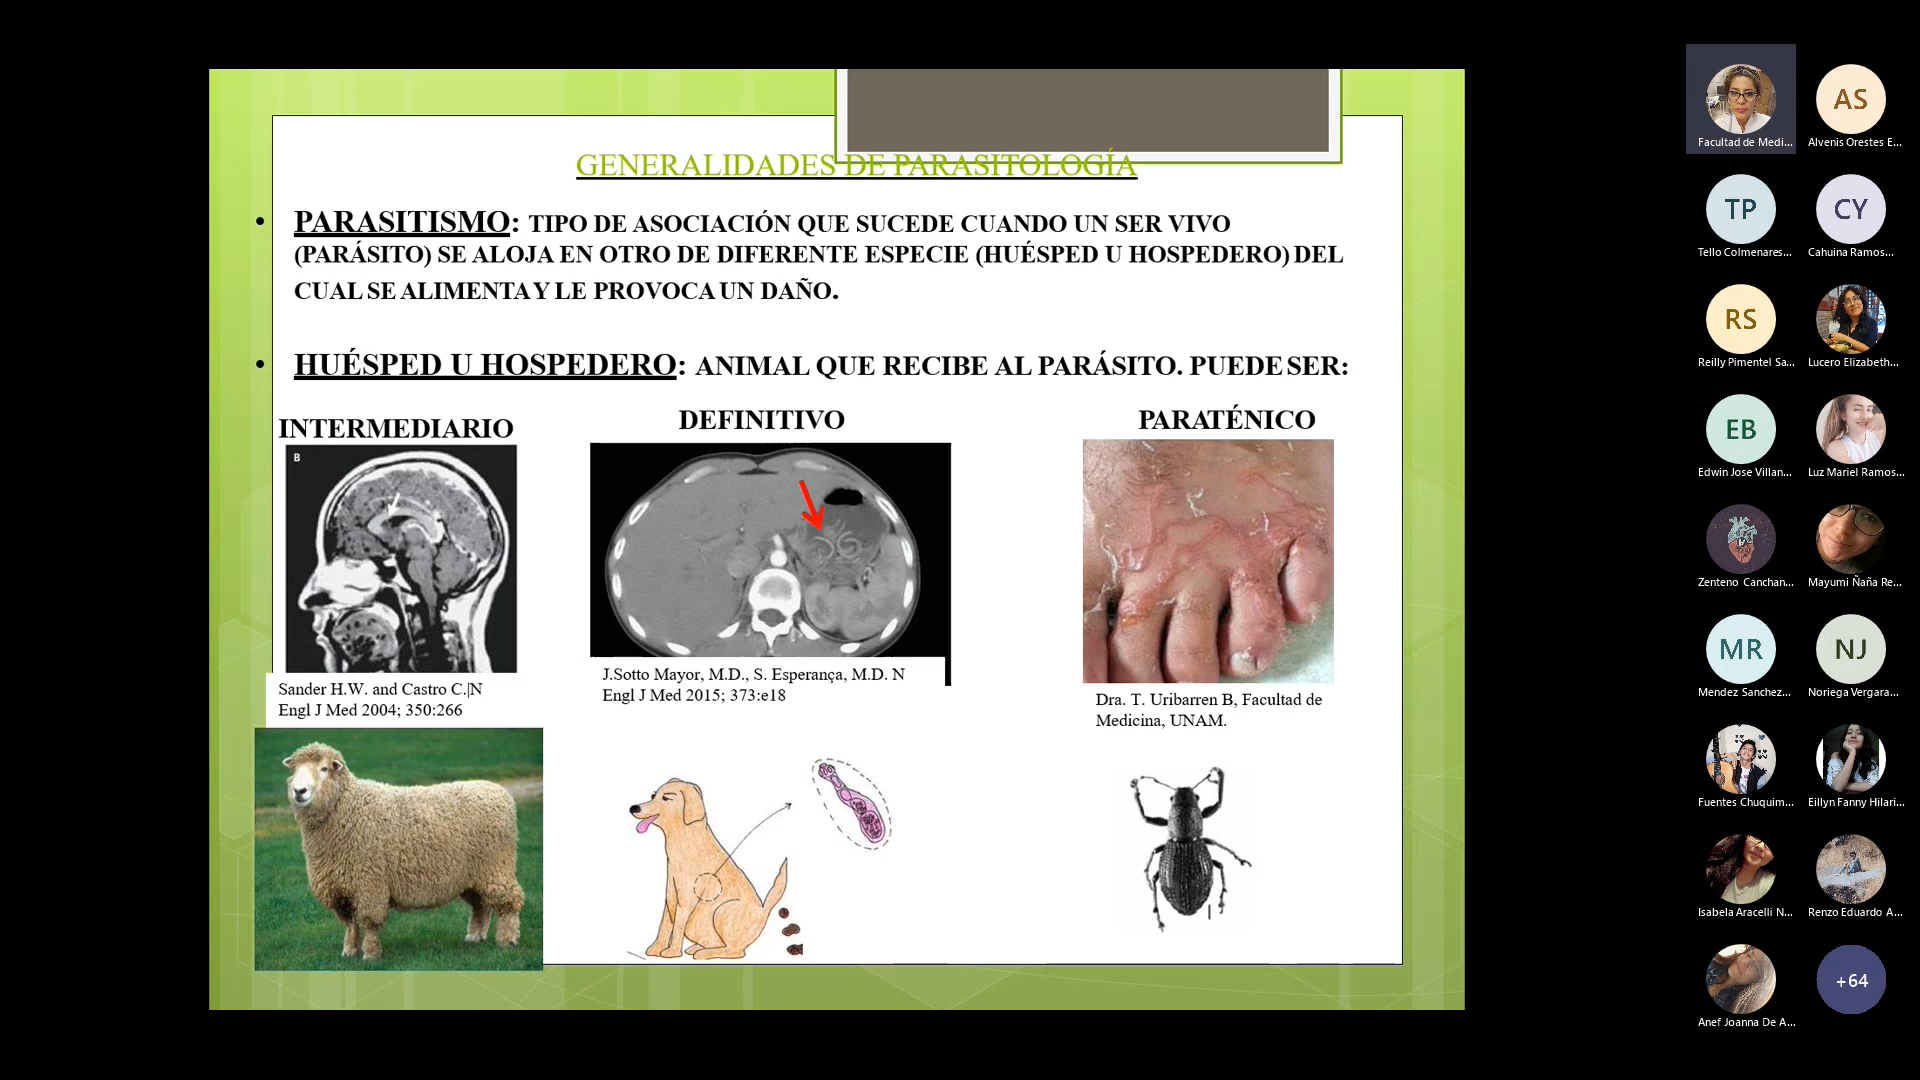 GENERALIDADES DE PARASITOLOGÍA
• PARASITISMO: TIPO DE ASOCIACIÓN QUE SUCEDE CUANDO UN SER VIVO
(PARÁSITO) SE ALOJA EN OTRO DE DIFERENTE ESPECIE (HUÉSPED U HOSPEDERO) DEL
CUAL SE ALIMENTA Y LE PROVOCA UN DAÑO.
• HUÉSPED U HOSPEDERO: ANIMAL QUE RECIBE AL PARÁSITO. PUEDE SER:
INTERMEDIARIO
DEFINITIVO
PARATÉNICO
B
Sander H.W. and Castro C. N
Engl J Med 2004; 350:266
J.Sotto Mayor, M.D., S. Esperança, M.D. N
Engl J Med 2015; 373:e18
Dra. T. Uribarren B, Facultad de
Medicina, UNAM.
Facultad de Medi...
AS
Alvenis Orestes E...
TP
Tello Colmenares...
CY
Cahuina Ramos...
RS
Reilly Pimentel Sa...
Lucero Elizabeth...
EB
Edwin Jose Villan...
Luz Mariel Ramos...
Zenteno Canchan...
Mayumi Ñaña Re...
MR
Mendez Sanchez...
NJ
Noriega Vergara...
Fuentes Chuquim...
Eillyn Fanny Hilari...
Isabela Aracelli N...
Renzo Eduardo A...
Anef Joanna De A...
+64